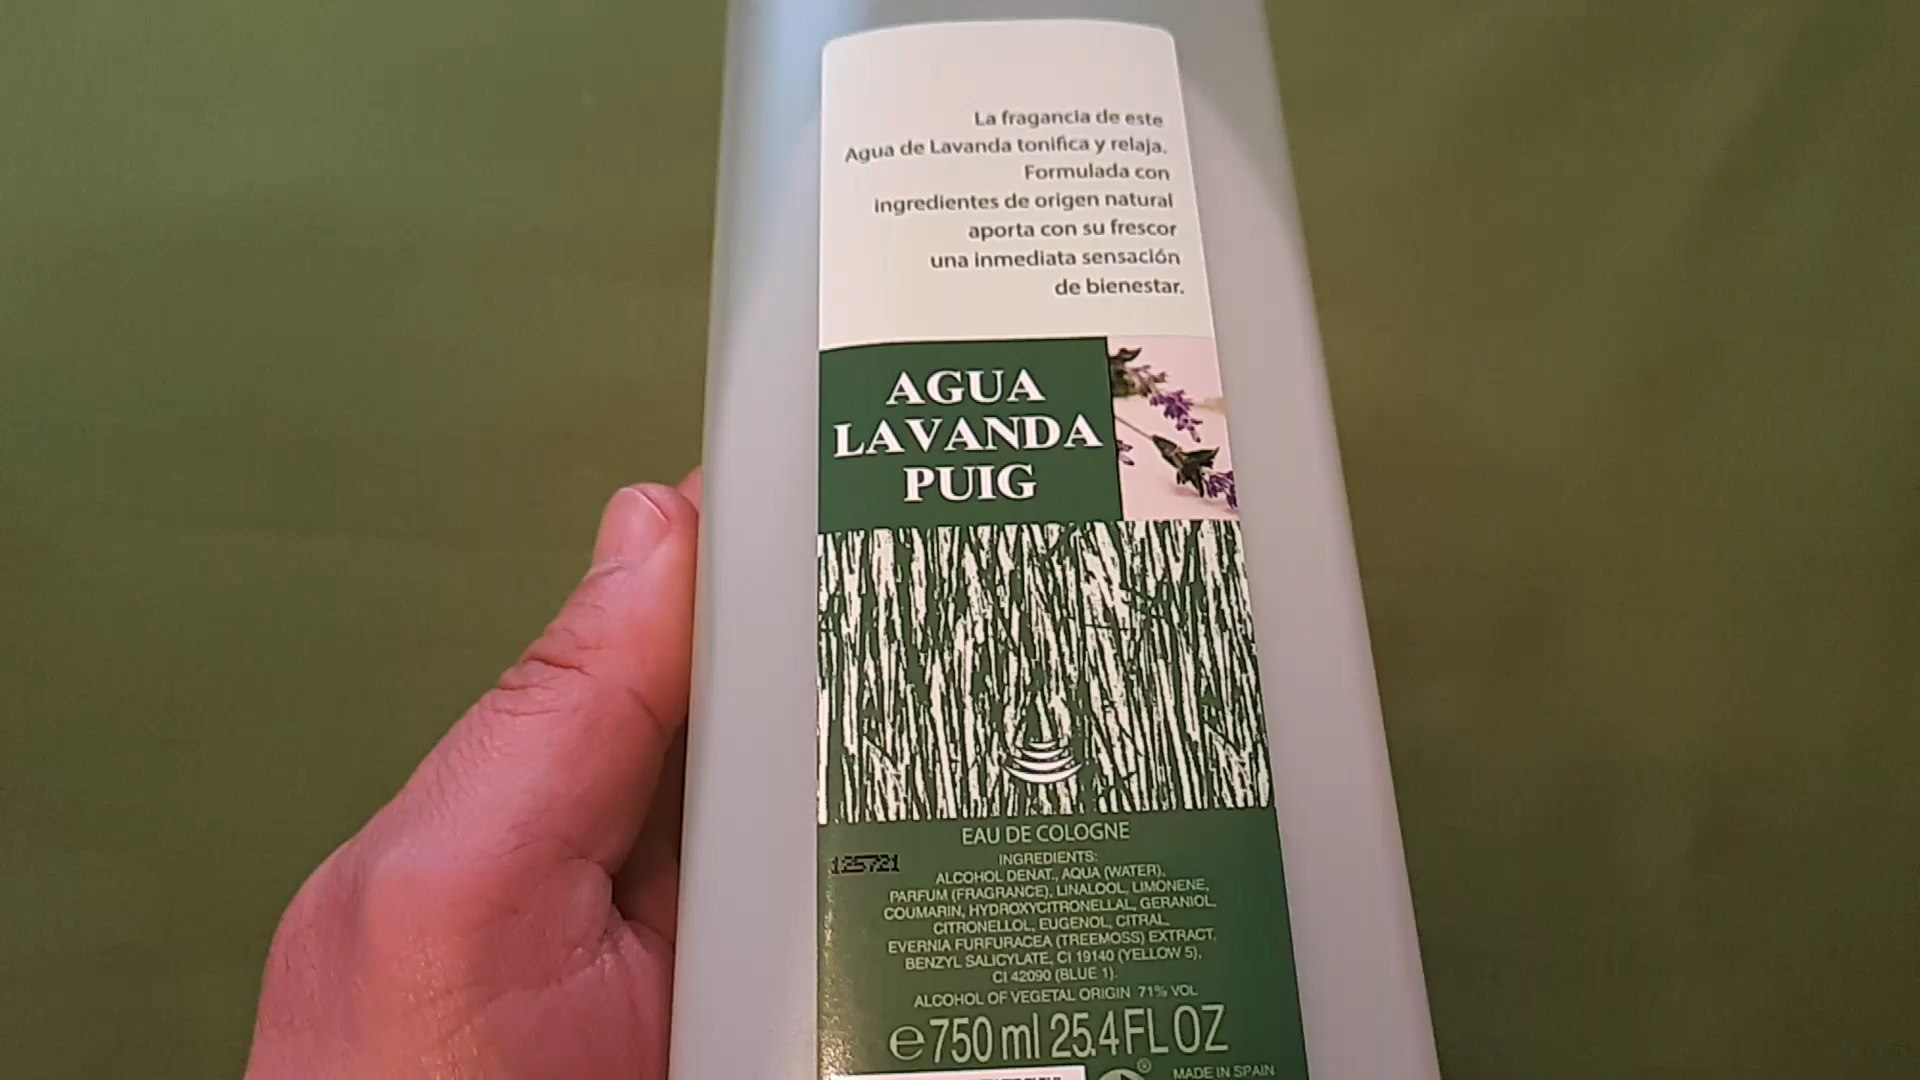 La fragancia de este
Agua de Lavanda tonifica y relaja.
Formulada con
ingredientes de origen natural
aporta con su frescor
una inmediata sensación
de bienestar.
AGUA
LAVANDA
PUIG
EAU DE COLOGNE
125721
INGREDIENTS:
ALCOHOL DENAT., AQUA (WATER),
PARFUM (FRAGRANCE), LINALOOL, LIMONENE,
COUMARIN, HYDROXYCITRONELLAL, GERANIOL,
CITRONELLOL, EUGENOL, CITRAL,
EVERNIA FURFURACEA (TREEMOSS) EXTRACT,
BENZYL SALICYLATE, CI 19140 (YELLOW 5),
CI 42090 (BLUE 1).
ALCOHOL OF VEGETAL ORIGIN 71% VOL
℮ 750 ml 25.4 FL OZ
MADE IN SPAIN